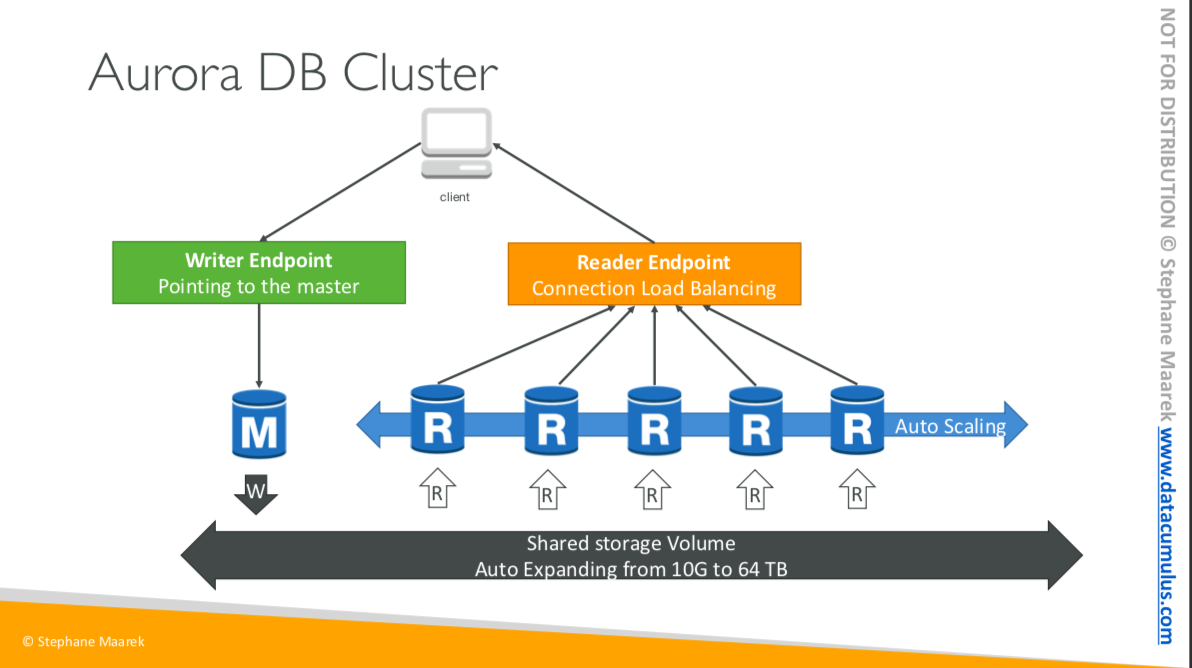 Aurora DB Cluster
client
Writer Endpoint
Pointing to the master
Reader Endpoint
Connection Load Balancing
M
R
R
R
R
R
Auto Scaling
W
R
R
R
R
R
Shared storage Volume
Auto Expanding from 10G to 64 TB
© Stephane Maarek
NOT FOR DISTRIBUTION © Stephane Maarek www.datacumulus.com